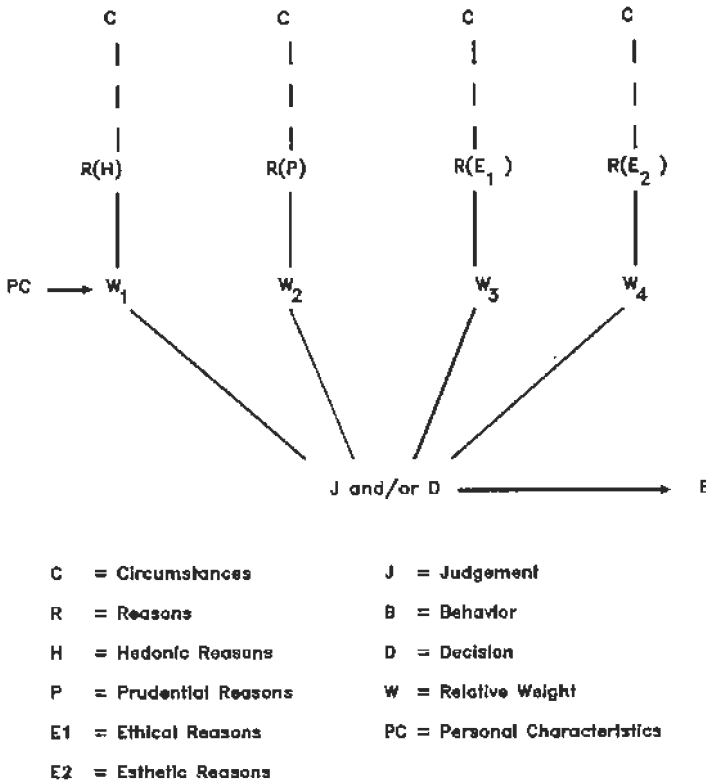 C C C C
R(H) R(P) R(E₁) R(E₂)
PC W₁ W₂ W₃ W₄
J and/or D B
C = Circumstances J = Judgement
R = Reasons B = Behavior
H = Hedonic Reasons D = Decision
P = Prudential Reasons W = Relative Weight
E1 = Ethical Reasons PC = Personal Characteristics
E2 = Esthetic Reasons